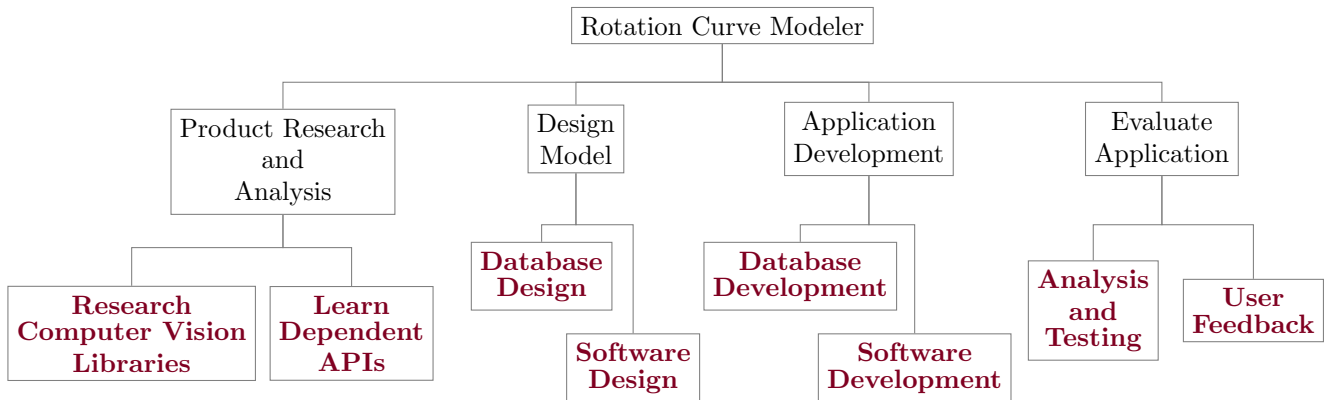 Rotation Curve Modeler
Product Research
and
Analysis
Design
Model
Application
Development
Evaluate
Application
Research
Computer Vision
Libraries
Learn
Dependent
APIs
Database
Design
Software
Design
Database
Development
Software
Development
Analysis
and
Testing
User
Feedback